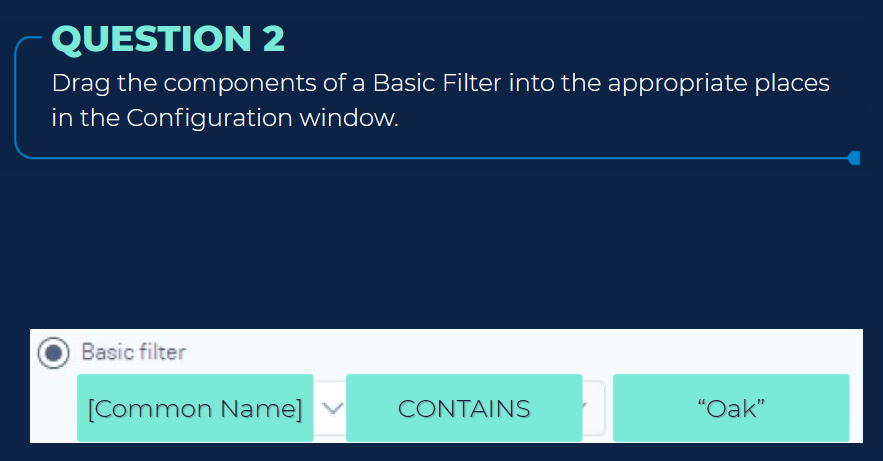 QUESTION 2
Drag the components of a Basic Filter into the appropriate places
in the Configuration window.
Basic filter
[Common Name] CONTAINS “Oak”